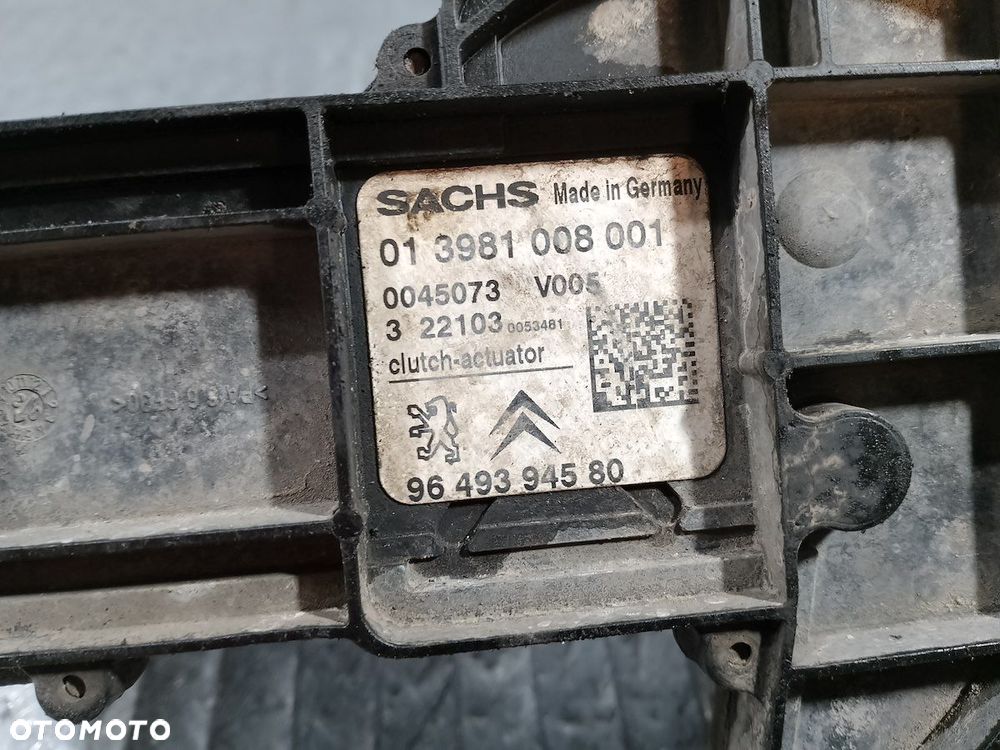 SACHS Made in Germany
01 3981 008 001
0045073 V005
3 22103 0053481
clutch-actuator
96 493 945 80
OTOMOTO